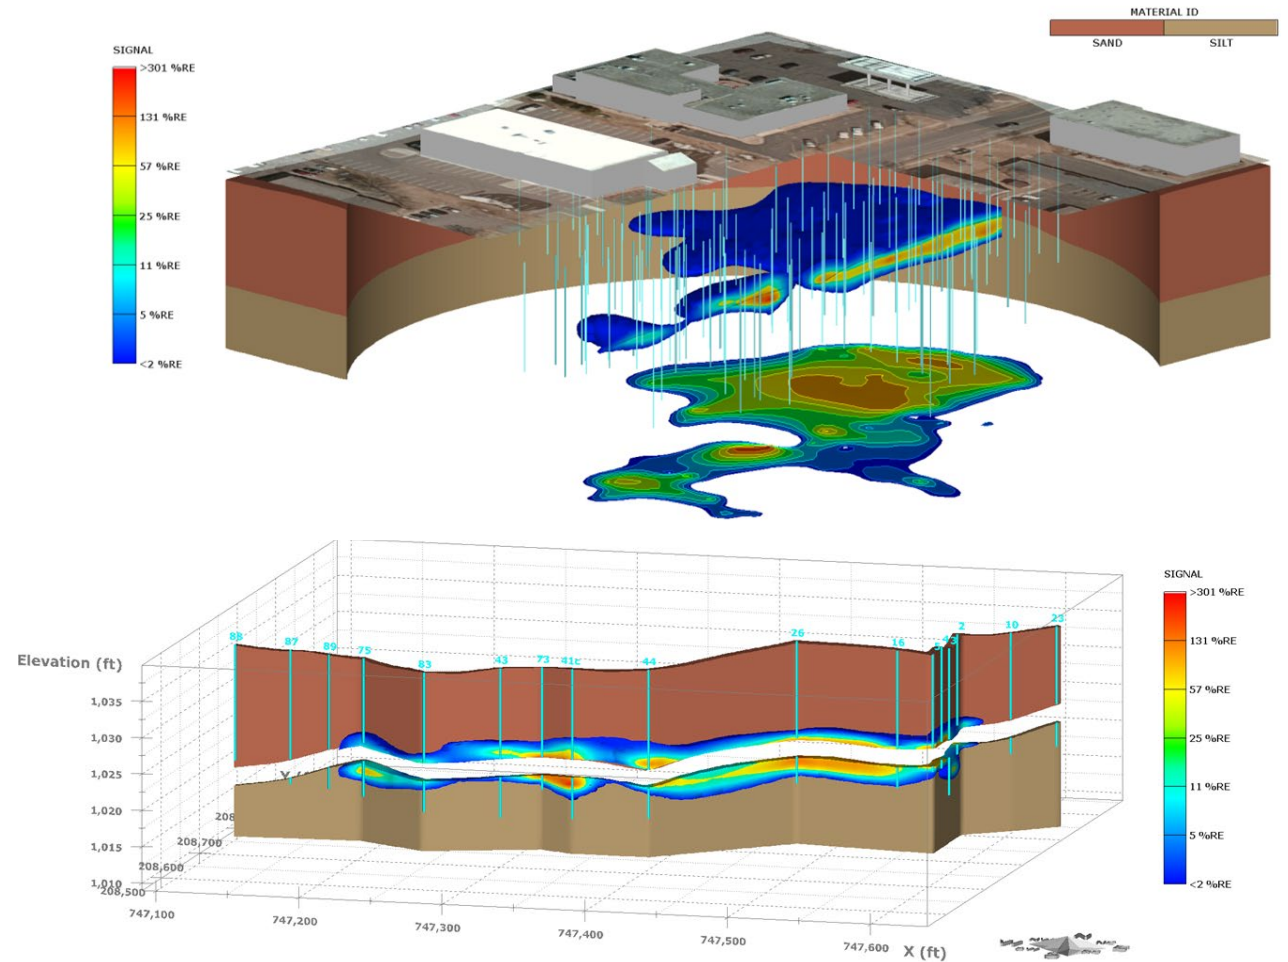 MATERIAL ID
SAND SILT
SIGNAL
>301 %RE
131 %RE
57 %RE
25 %RE
11 %RE
5 %RE
<2 %RE
SIGNAL
>301 %RE
131 %RE
57 %RE
25 %RE
11 %RE
5 %RE
<2 %RE
88 87 89 75 83 43 73 44 26 16 2 10
Elevation (ft)
1,035
1,030
1,025
1,020
1,015
1,010
208,700
208,600
208,500
747,100 747,200 747,300 747,400 747,500 747,600
X (ft)